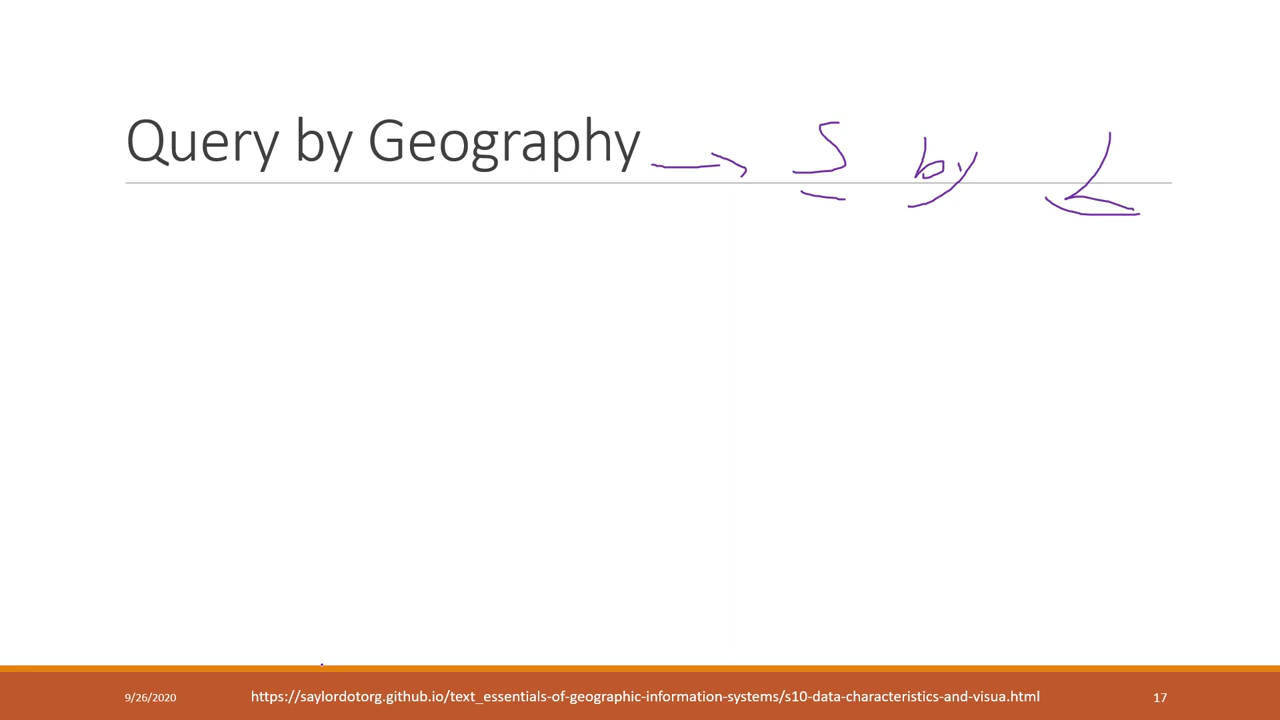 Query by Geography → S by L
9/26/2020 https://saylordotorg.github.io/text_essentials-of-geographic-information-systems/s10-data-characteristics-and-visua.html 17